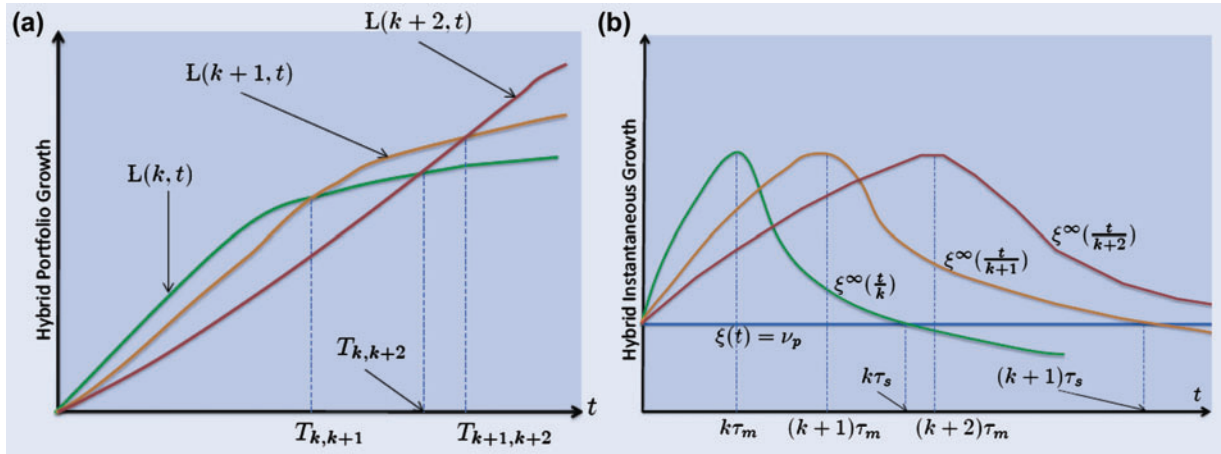 (a)
Ł(k + 2, t)
Ł(k + 1, t)
Ł(k, t)
Hybrid Portfolio Growth
T_{k,k+2}
t
T_{k,k+1}
T_{k+1,k+2}
(b)
Hybrid Instantaneous Growth
ξ^∞(t/(k+2))
ξ^∞(t/(k+1))
ξ^∞(t/k)
ξ(t) = ν_p
kτ_s
(k + 1)τ_s
t
kτ_m
(k + 1)τ_m
(k + 2)τ_m